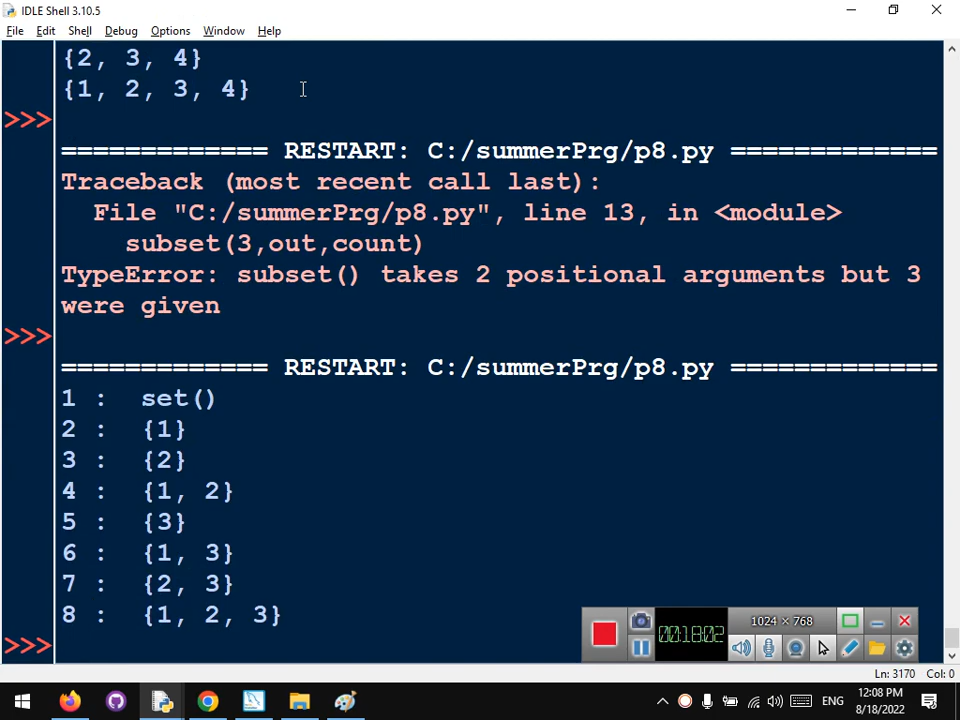 IDLE Shell 3.10.5
File Edit Shell Debug Options Window Help
{2, 3, 4}
{1, 2, 3, 4}
>>>
============= RESTART: C:/summerPrg/p8.py =============
Traceback (most recent call last):
File "C:/summerPrg/p8.py", line 13, in <module>
subset(3,out,count)
TypeError: subset() takes 2 positional arguments but 3
were given
>>>
============= RESTART: C:/summerPrg/p8.py =============
1 : set()
2 : {1}
3 : {2}
4 : {1, 2}
5 : {3}
6 : {1, 3}
7 : {2, 3}
8 : {1, 2, 3}
>>>
1024 × 768
00:18:02
Ln: 3170 Col: 0
ENG
12:08 PM
8/18/2022